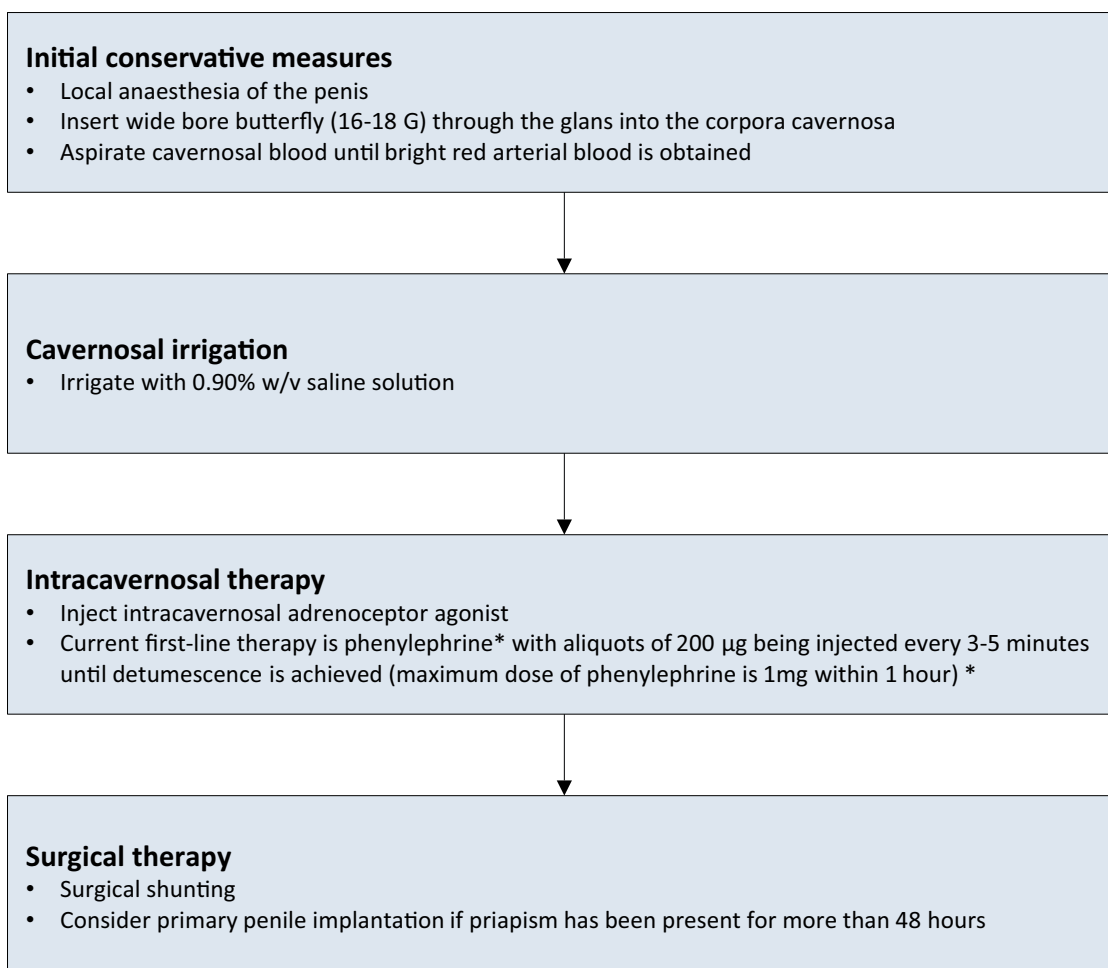 Initial conservative measures
• Local anaesthesia of the penis
• Insert wide bore butterfly (16-18 G) through the glans into the corpora cavernosa
• Aspirate cavernosal blood until bright red arterial blood is obtained
Cavernosal irrigation
• Irrigate with 0.90% w/v saline solution
Intracavernosal therapy
• Inject intracavernosal adrenoceptor agonist
• Current first-line therapy is phenylephrine* with aliquots of 200 µg being injected every 3-5 minutes
until detumescence is achieved (maximum dose of phenylephrine is 1mg within 1 hour) *
Surgical therapy
• Surgical shunting
• Consider primary penile implantation if priapism has been present for more than 48 hours